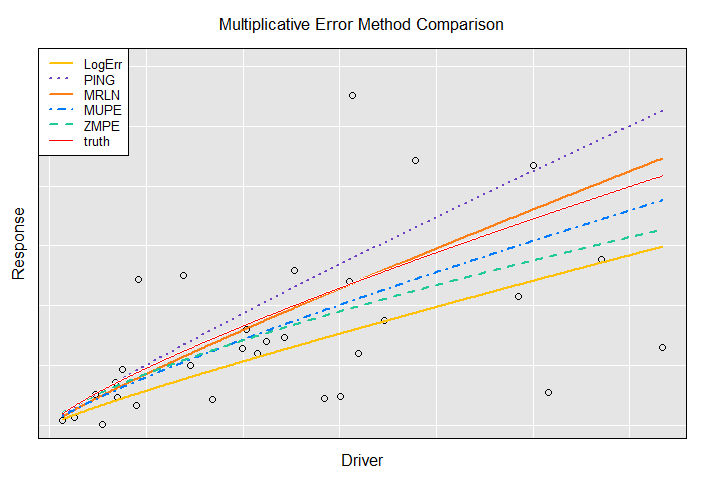 Multiplicative Error Method Comparison
LogErr
PING
MRLN
MUPE
ZMPE
truth
Response
Driver